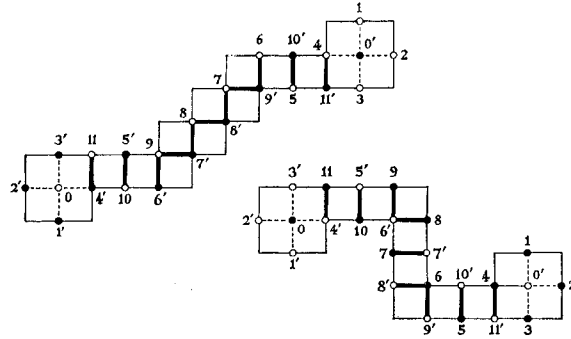 1
6 10′ 4 0′ 2
7 9′ 5 11′ 3
8 8′
3′ 11 5′ 9 7′
2′ 0 4′ 10 6′
1′
3′ 11 5′ 9
2′ 0 4′ 10 6′ 8
1′ 7 7′ 1
8′ 6 10′ 4 0′ 2
9′ 5 11′ 3